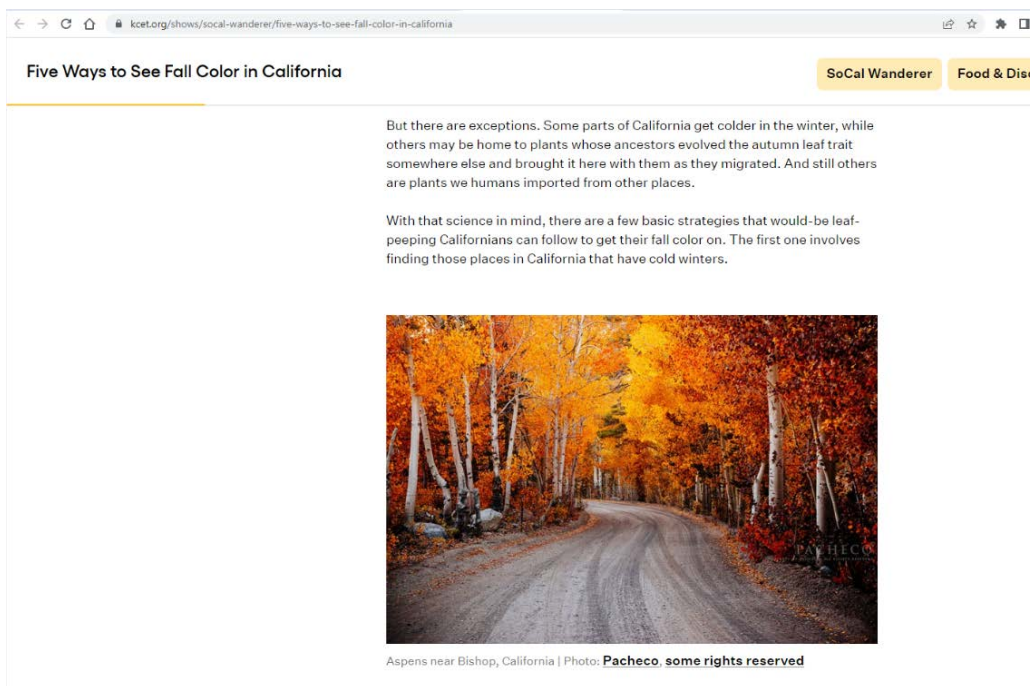 kcet.org/shows/socal-wanderer/five-ways-to-see-fall-color-in-california
Five Ways to See Fall Color in California
SoCal Wanderer
Food & Disc
But there are exceptions. Some parts of California get colder in the winter, while
others may be home to plants whose ancestors evolved the autumn leaf trait
somewhere else and brought it here with them as they migrated. And still others
are plants we humans imported from other places.
With that science in mind, there are a few basic strategies that would-be leaf-
peeping Californians can follow to get their fall color on. The first one involves
finding those places in California that have cold winters.
PACHECO
Aspens near Bishop, California | Photo: Pacheco, some rights reserved